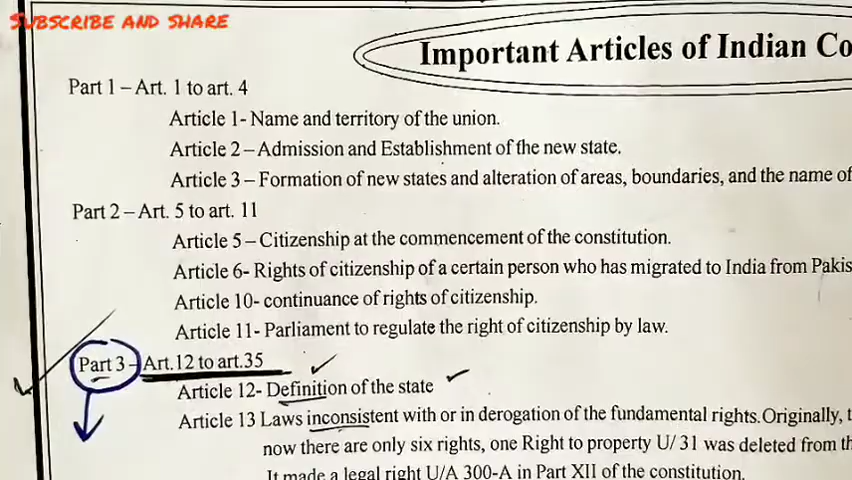 SUBSCRIBE AND SHARE
Important Articles of Indian Co
Part 1 – Art. 1 to art. 4
Article 1- Name and territory of the union.
Article 2 – Admission and Establishment of the new state.
Article 3 – Formation of new states and alteration of areas, boundaries, and the name of
Part 2 – Art. 5 to art. 11
Article 5 – Citizenship at the commencement of the constitution.
Article 6- Rights of citizenship of a certain person who has migrated to India from Pakis
Article 10- continuance of rights of citizenship.
Article 11- Parliament to regulate the right of citizenship by law.
Part 3 – Art.12 to art.35
Article 12- Definition of the state
Article 13 Laws inconsistent with or in derogation of the fundamental rights. Originally, t
now there are only six rights, one Right to property U/ 31 was deleted from th
It made a legal right U/A 300-A in Part XII of the constitution.